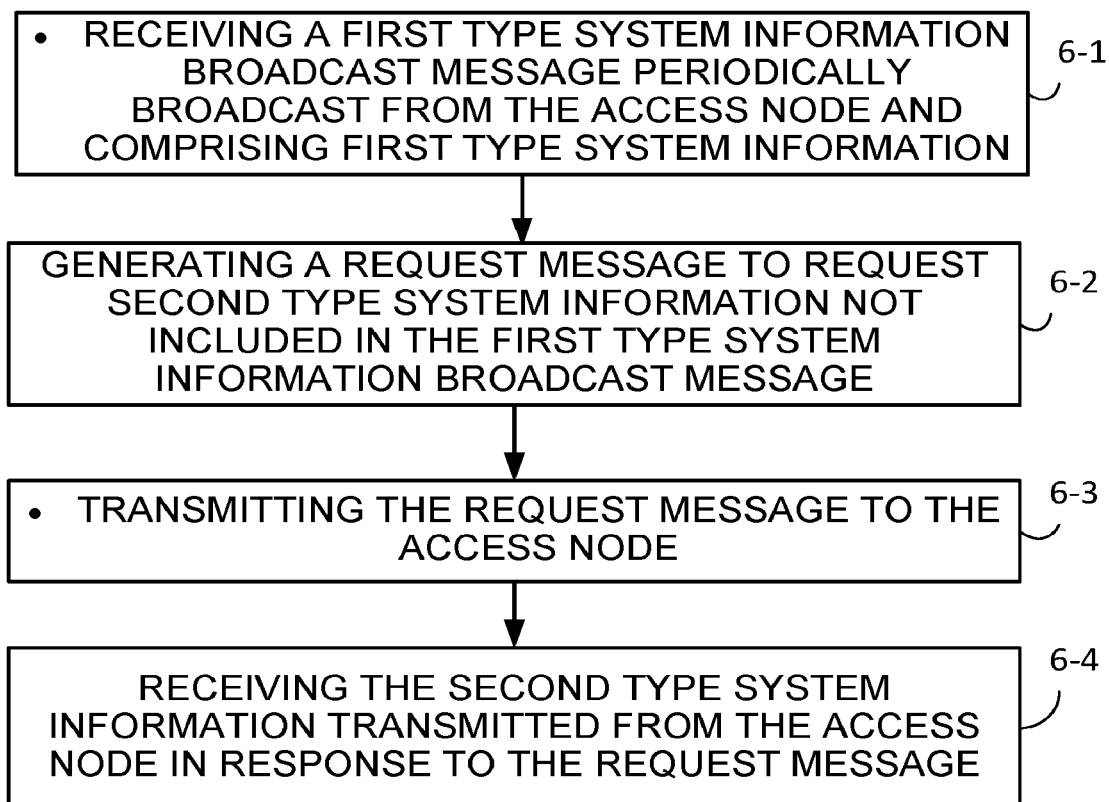 • RECEIVING A FIRST TYPE SYSTEM INFORMATION
BROADCAST MESSAGE PERIODICALLY
BROADCAST FROM THE ACCESS NODE AND
COMPRISING FIRST TYPE SYSTEM INFORMATION
6-1
GENERATING A REQUEST MESSAGE TO REQUEST
SECOND TYPE SYSTEM INFORMATION NOT
INCLUDED IN THE FIRST TYPE SYSTEM
INFORMATION BROADCAST MESSAGE
6-2
• TRANSMITTING THE REQUEST MESSAGE TO THE
ACCESS NODE
6-3
RECEIVING THE SECOND TYPE SYSTEM
INFORMATION TRANSMITTED FROM THE ACCESS
NODE IN RESPONSE TO THE REQUEST MESSAGE
6-4